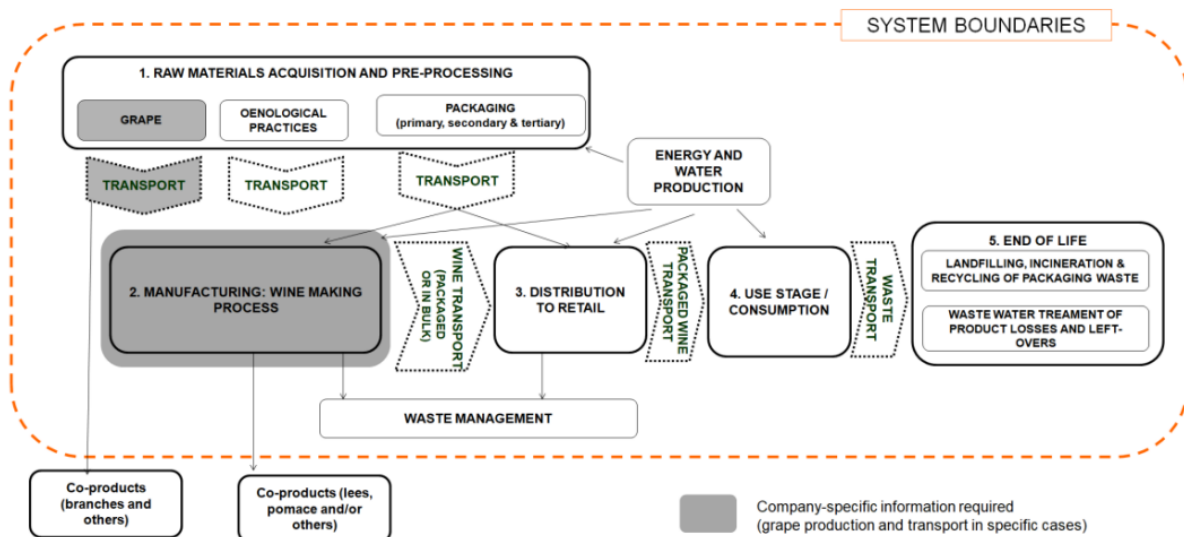 SYSTEM BOUNDARIES
1. RAW MATERIALS ACQUISITION AND PRE-PROCESSING
GRAPE
OENOLOGICAL
PRACTICES
PACKAGING
(primary, secondary & tertiary)
ENERGY AND
WATER
PRODUCTION
TRANSPORT
TRANSPORT
TRANSPORT
2. MANUFACTURING: WINE MAKING
PROCESS
WINE TRANSPORT
(PACKAGED
OR IN BULK)
3. DISTRIBUTION
TO RETAIL
PACKAGED WINE
TRANSPORT
4. USE STAGE /
CONSUMPTION
WASTE
TRANSPORT
5. END OF LIFE
LANDFILLING, INCINERATION &
RECYCLING OF PACKAGING WASTE
WASTE WATER TREAMENT OF
PRODUCT LOSSES AND LEFT-
OVERS
WASTE MANAGEMENT
Co-products
(branches and
others)
Co-products (lees,
pomace and/or
others)
Company-specific information required
(grape production and transport in specific cases)